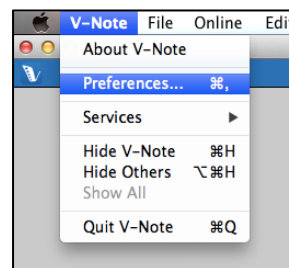 V-Note File Online Edi
About V-Note
Preferences... ⌘,
Services ▶
Hide V-Note ⌘H
Hide Others ⌥⌘H
Show All
Quit V-Note ⌘Q